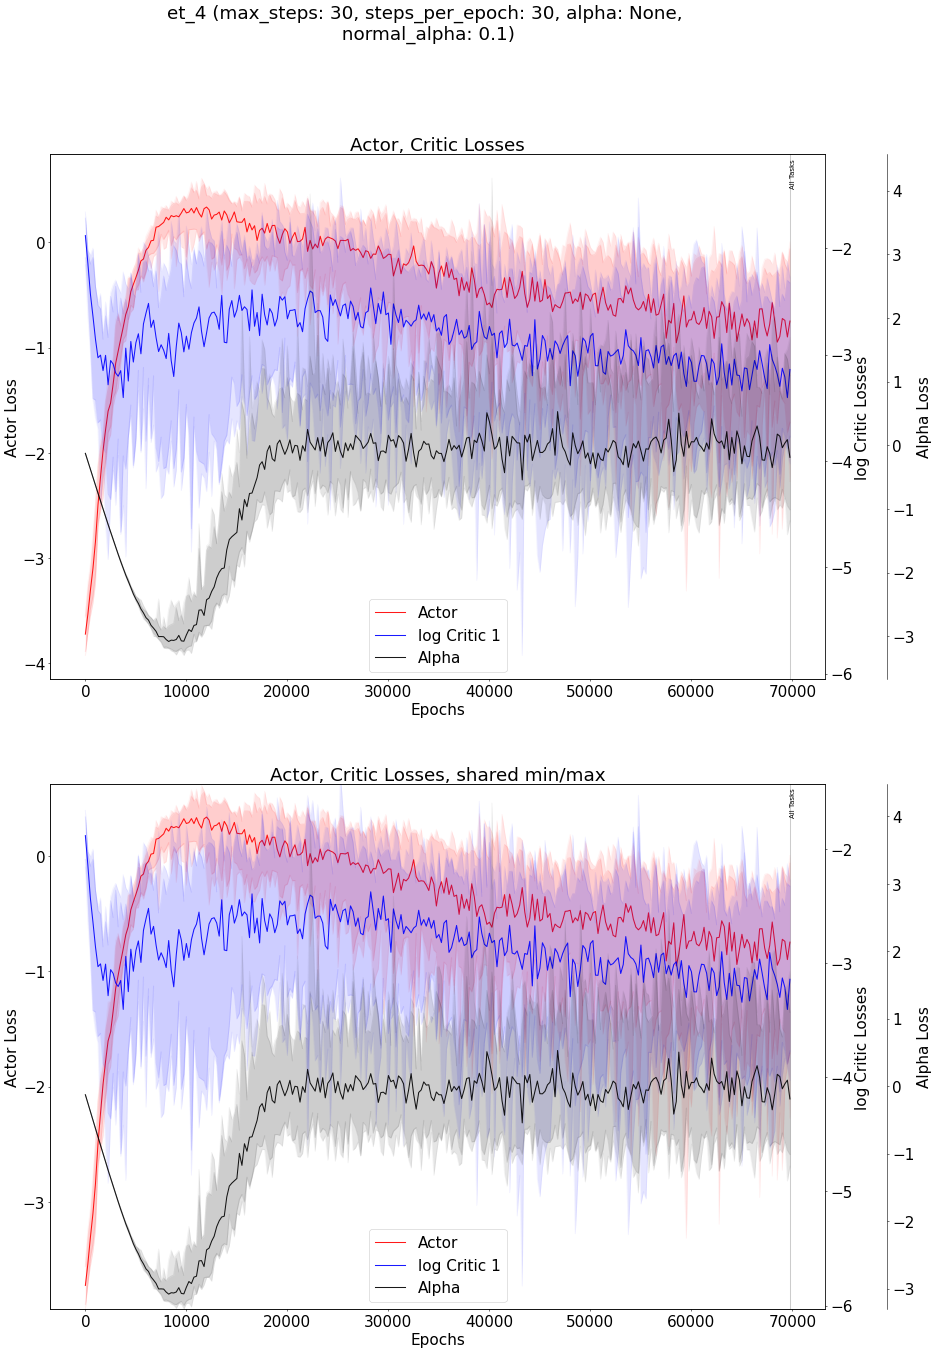 et_4 (max_steps: 30, steps_per_epoch: 30, alpha: None,
normal_alpha: 0.1)
Actor, Critic Losses
All Tasks
0
−1
−2
−3
−4
Actor Loss
−2
−3
−4
−5
−6
log Critic Losses
4
3
2
1
0
−1
−2
−3
Alpha Loss
Actor
log Critic 1
Alpha
0 10000 20000 30000 40000 50000 60000 70000
Epochs
Actor, Critic Losses, shared min/max
All Tasks
0
−1
−2
−3
Actor Loss
−2
−3
−4
−5
−6
log Critic Losses
4
3
2
1
0
−1
−2
−3
Alpha Loss
Actor
log Critic 1
Alpha
0 10000 20000 30000 40000 50000 60000 70000
Epochs